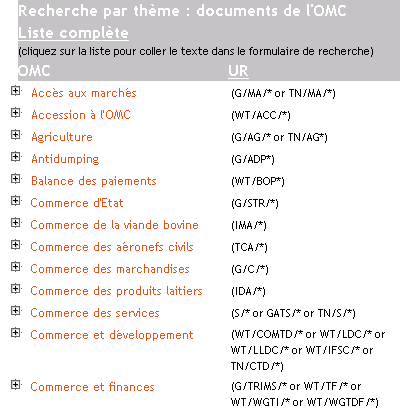 Recherche par thème : documents de l'OMC
Liste complète
(cliquez sur la liste pour coller le texte dans le formulaire de recherche)
OMC UR
Accès aux marchés (G/MA/* or TN/MA/*)
Accession à l'OMC (WT/ACC/*)
Agriculture (G/AG/* or TN/AG*)
Antidumping (G/ADP*)
Balance des paiements (WT/BOP*)
Commerce d'Etat (G/STR/*)
Commerce de la viande bovine (IMA/*)
Commerce des aéronefs civils (TCA/*)
Commerce des marchandises (G/C/*)
Commerce des produits laitiers (IDA/*)
Commerce des services (S/* or GATS/* or TN/S/*)
Commerce et développement (WT/COMTD/* or WT/LDC/* or
WT/LLDC/* or WT/IFSC/* or
TN/CTD/*)
Commerce et finances (G/TRIMS/* or WT/TF/* or
WT/WGTI/* or WT/WGTDF/*)